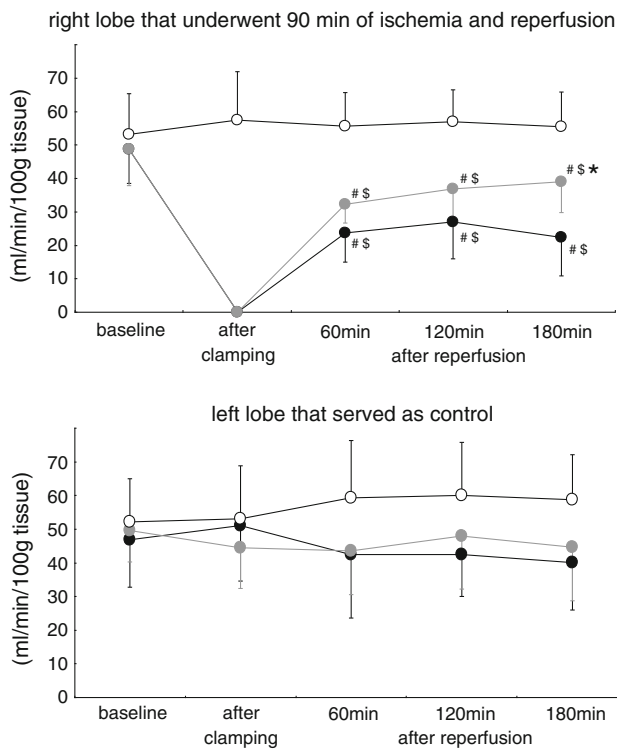 right lobe that underwent 90 min of ischemia and reperfusion
(ml/min/100g tissue)
70
60
50
40
30
20
10
0
# $
# $
# $ *
# $
# $
# $
baseline
after
clamping
60min
120min
180min
after reperfusion
left lobe that served as control
(ml/min/100g tissue)
80
70
60
50
40
30
20
10
0
baseline
after
clamping
60min
120min
180min
after reperfusion